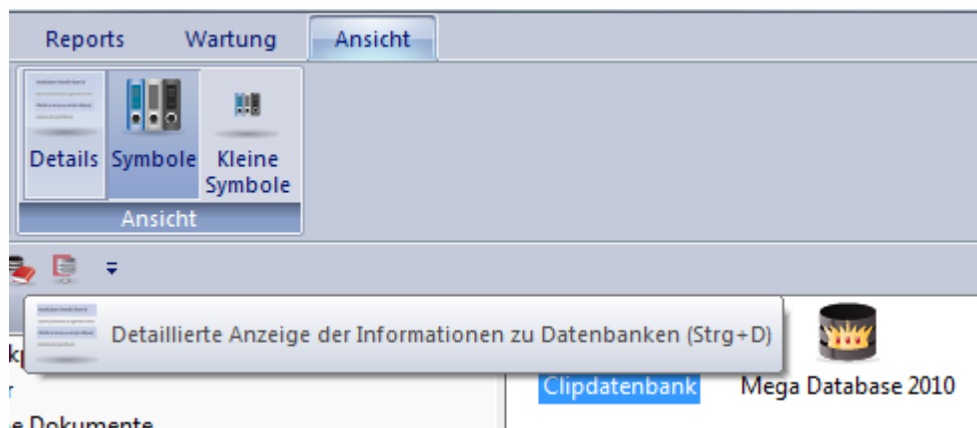 Reports Wartung Ansicht
Details Symbole Kleine
Symbole
Ansicht
Detaillierte Anzeige der Informationen zu Datenbanken (Strg+D)
Clipdatenbank Mega Database 2010
Dokumente